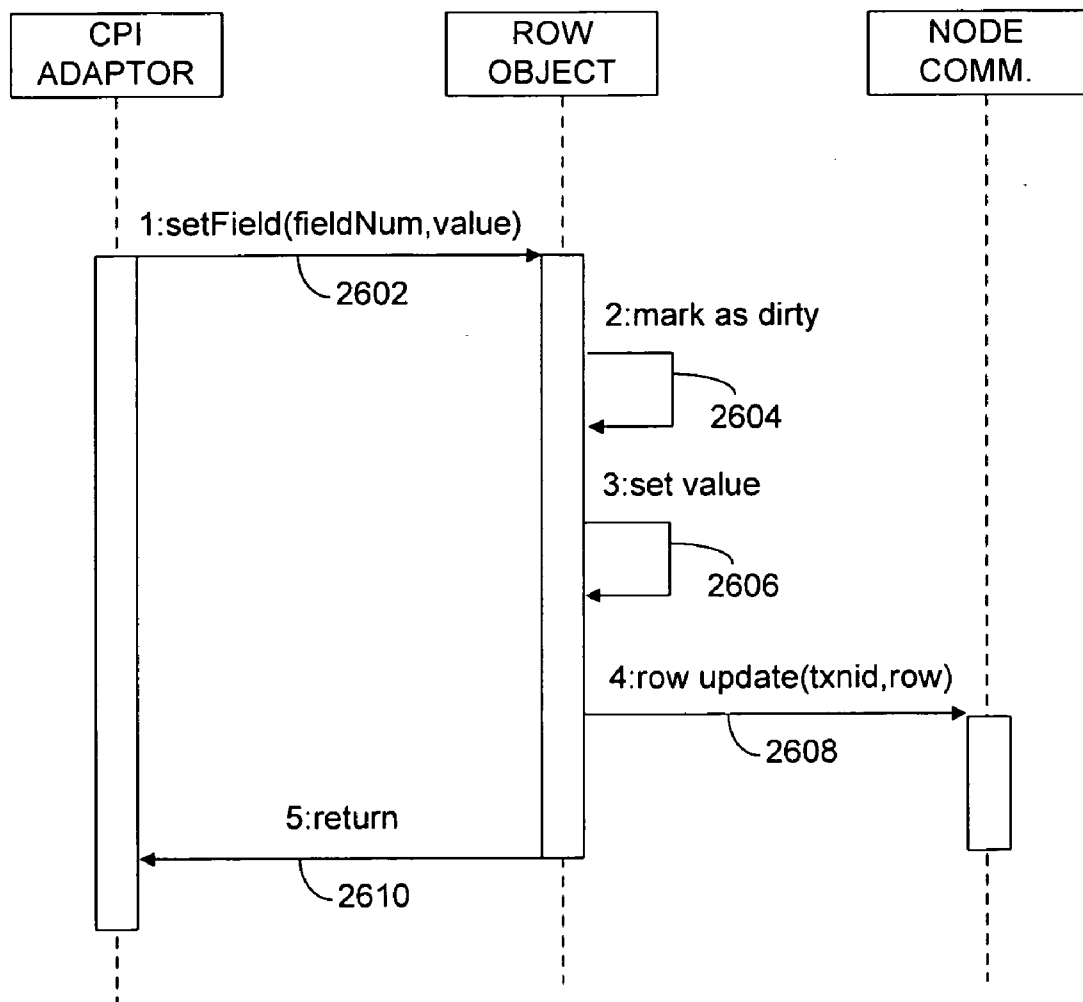 CPI
ADAPTOR
ROW
OBJECT
NODE
COMM.
1:setField(fieldNum,value)
2602
2:mark as dirty
2604
3:set value
2606
4:row update(txnid,row)
2608
5:return
2610